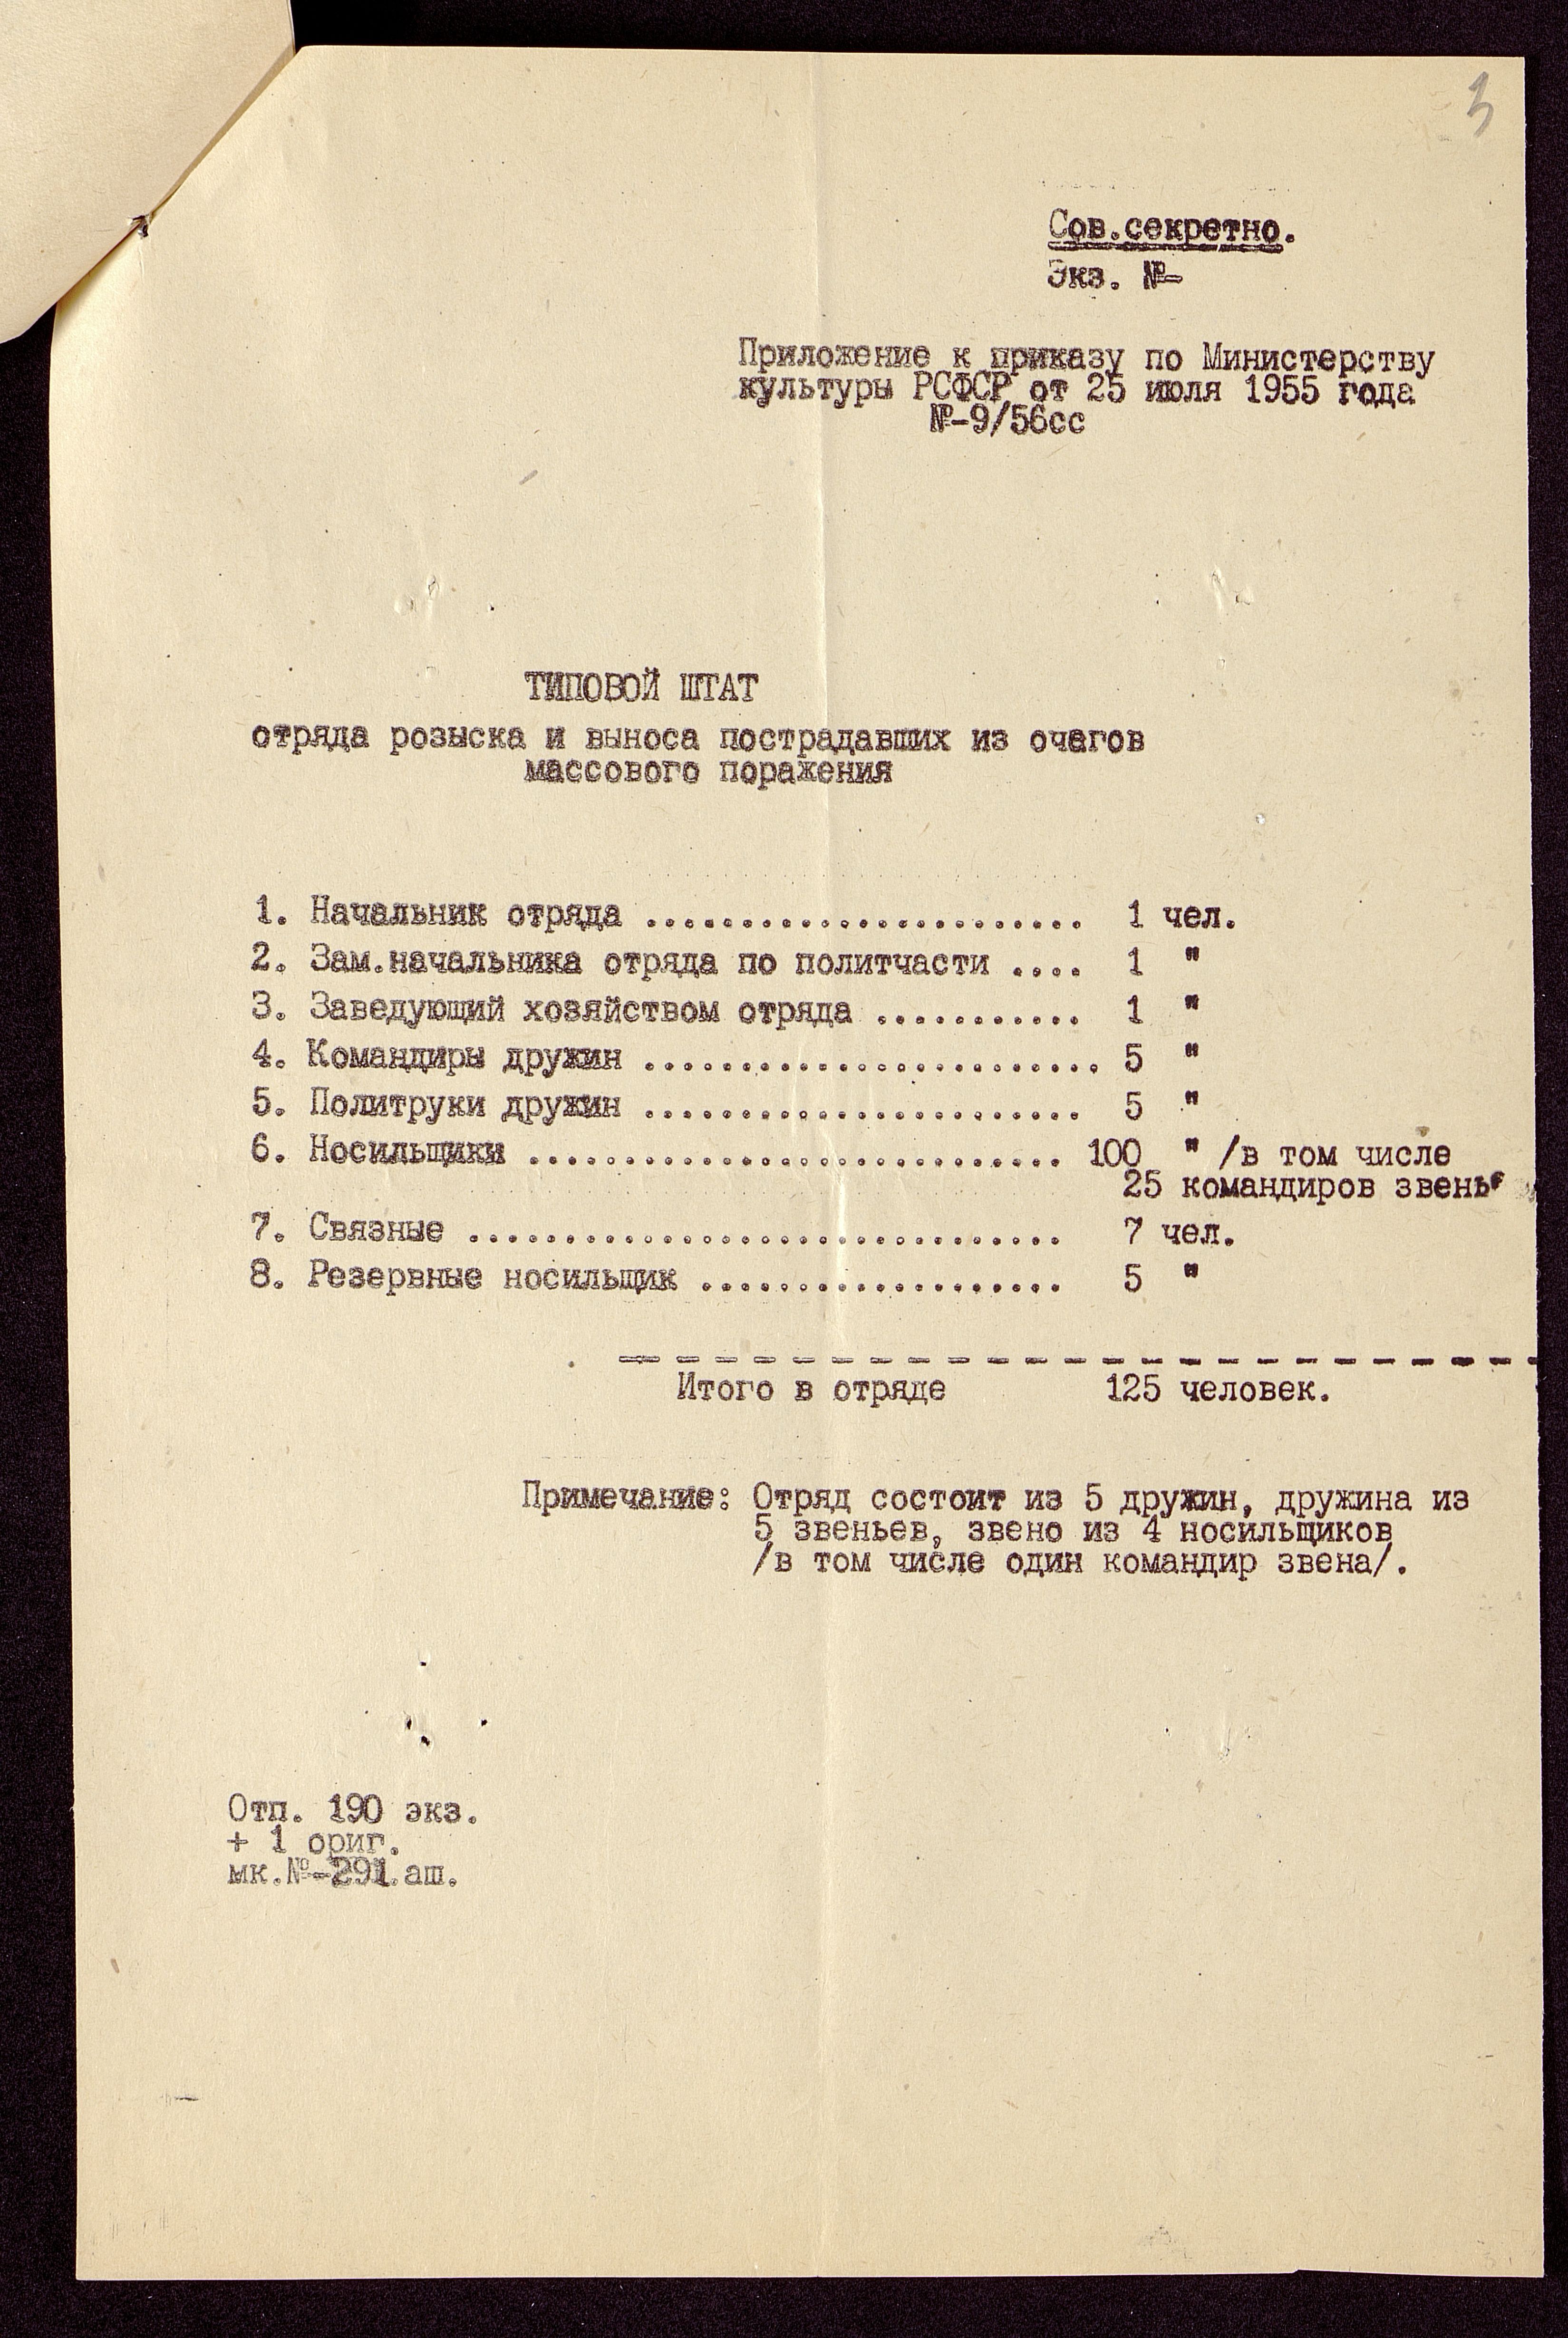 3
Сов.секретно.
Экз. №-
Приложение к приказу по Министерству
культуры РСФСР от 25 июля 1955 года
№-9/56сс
ТИПОВОЙ ШТАТ
отряда розыска и выноса пострадавших из очагов
массового поражения
1. Начальник отряда ....................... 1 чел.
2. Зам.начальника отряда по политчасти .... 1 "
3. Заведующий хозяйством отряда ........... 1 "
4. Командиры дружин ........................ 5 "
5. Политруки дружин ....................... 5 "
6. Носильщики ............................ 100 " /в том числе
25 командиров звень
7. Связные ............................... 7 чел.
8. Резервные носильщик ................... 5 "
Итого в отряде 125 человек.
Примечание: Отряд состоит из 5 дружин, дружина из
5 звеньев, звено из 4 носильщиков
/в том числе один командир звена/.
Отп. 190 экз.
+ 1 ориг.
мк.№-291.аш.